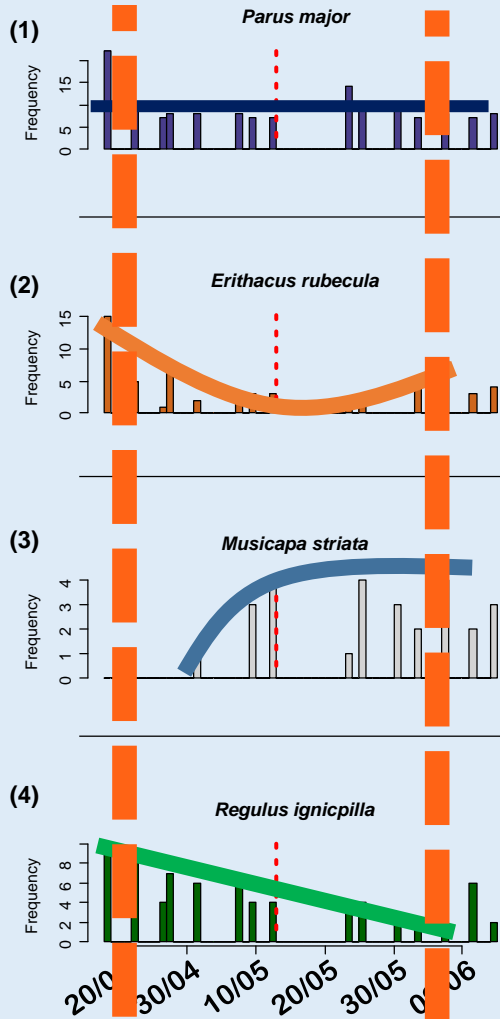 (1)
Parus major
Frequency
15
5
0
(2)
Erithacus rubecula
Frequency
15
10
5
0
(3)
Musicapa striata
Frequency
4
3
2
1
0
(4)
Regulus ignicpilla
Frequency
8
6
4
2
0
30/04 10/05 20/05 30/05